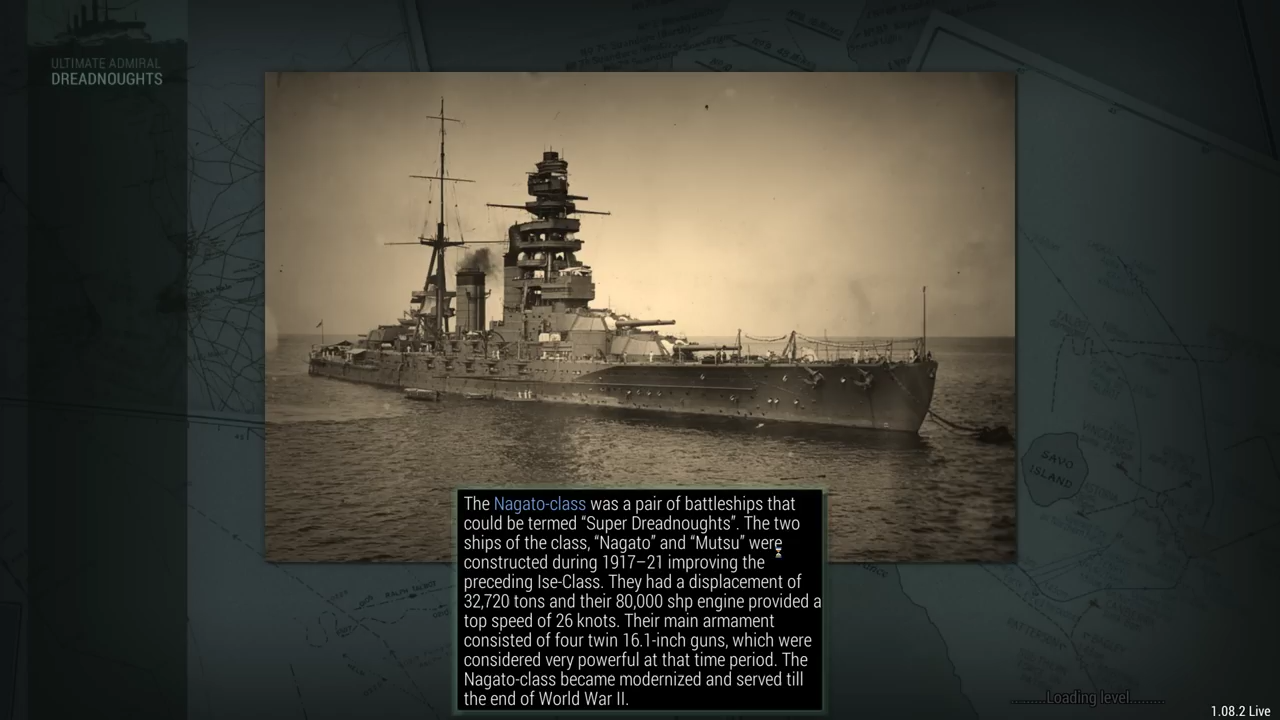 ULTIMATE ADMIRAL
DREADNOUGHTS
SAVO
ISLAND
The Nagato-class was a pair of battleships that
could be termed “Super Dreadnoughts”. The two
ships of the class, “Nagato” and “Mutsu” were
constructed during 1917–21 improving the
preceding Ise-Class. They had a displacement of
32,720 tons and their 80,000 shp engine provided a
top speed of 26 knots. Their main armament
consisted of four twin 16.1-inch guns, which were
considered very powerful at that time period. The
Nagato-class became modernized and served till
the end of World War II.
.........Loading level.........
1.08.2 Live